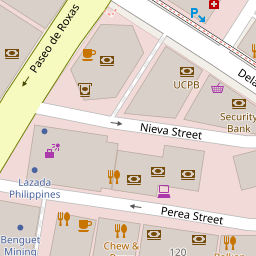 Paseo de Roxas
Dela
UCPB
Security
Bank
Nieva Street
Lazada
Philippines
Perea Street
Benguet
Mining
Chew &
120